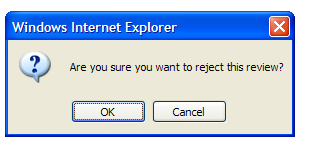 Windows Internet Explorer
Are you sure you want to reject this review?
OK
Cancel